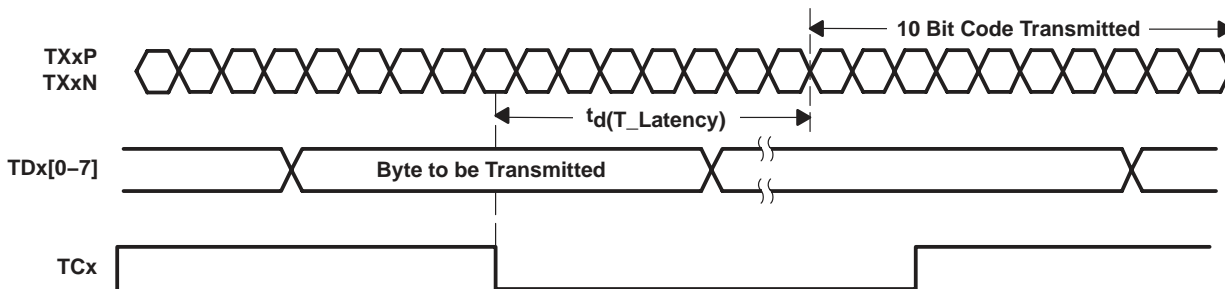 10 Bit Code Transmitted
TXxP
TXxN
td(T_Latency)
TDx[0–7]
Byte to be Transmitted
TCx